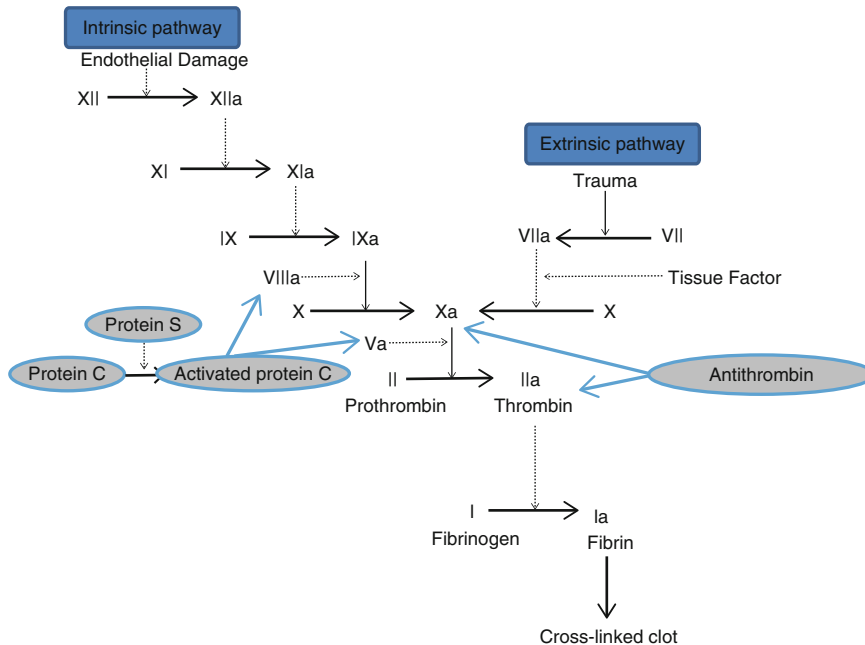 Intrinsic pathway
Endothelial Damage
XII XIIa
Extrinsic pathway
XI XIa
Trauma
IX IXa
VIIa VII
VIIIa
Tissue Factor
X Xa X
Protein S
Va
Protein C Activated protein C
II IIa
Antithrombin
Prothrombin Thrombin
I Ia
Fibrinogen Fibrin
Cross-linked clot